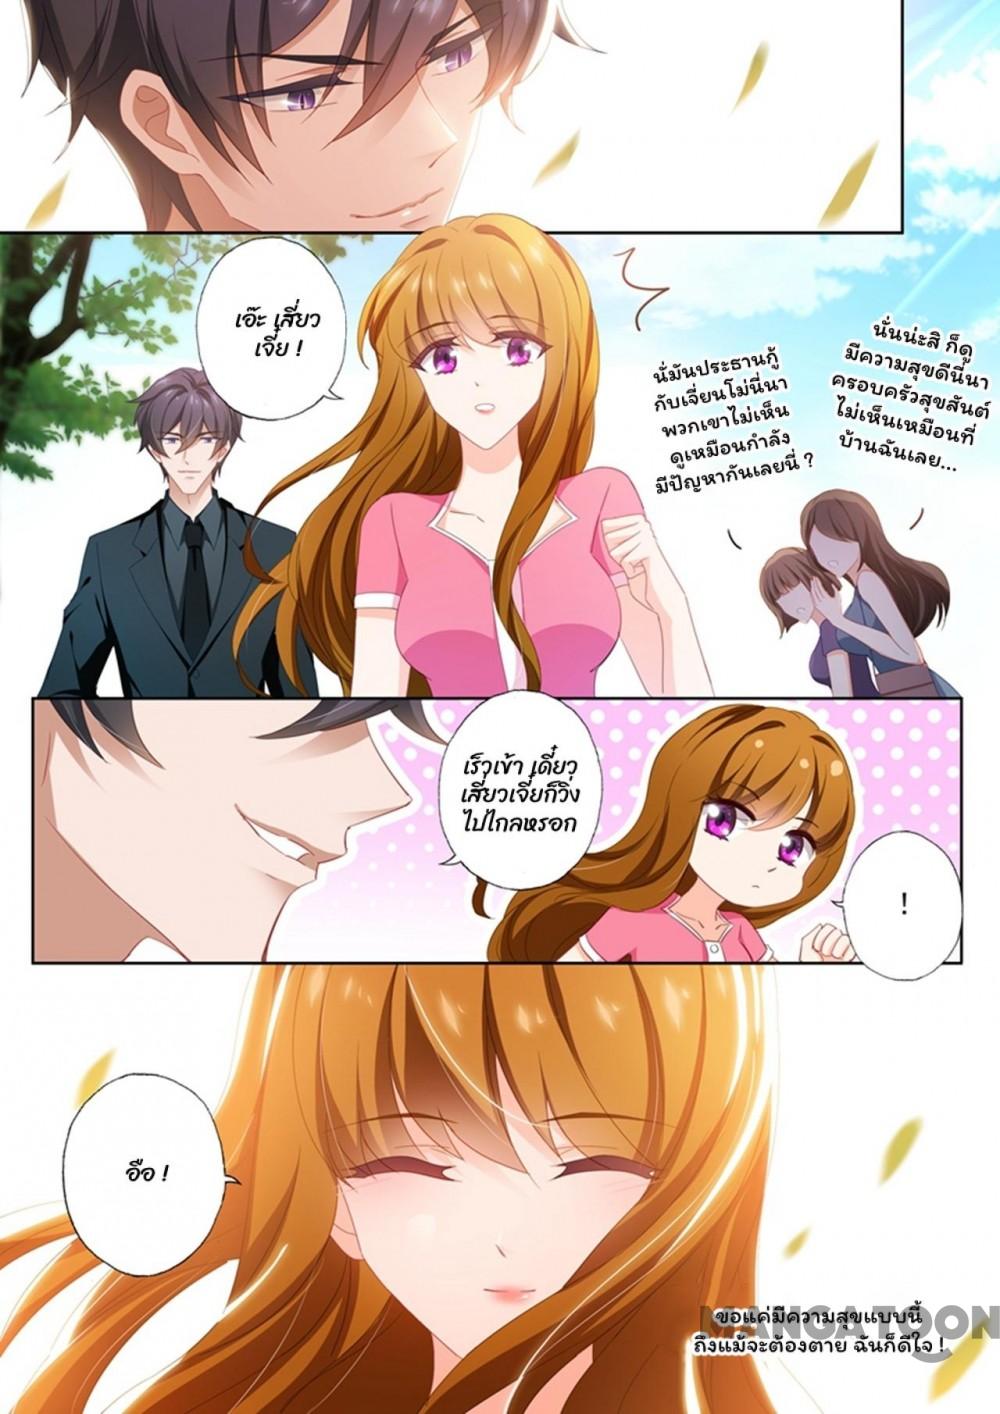 เอ๊ะ เสี่ยว
เจี๋ย !
นั่มันประธานกู้
กับเจี่ยนโม่นี่นา
พวกเขาไม่เห็น
ดูเหมือนกำลัง
มีปัญหากันเลยนี่ ?
นั่นน่ะสิ ก็ดู
มีความสุขดีนี่นา
ครอบครัวสุขสันต์
ไม่เห็นเหมือนที่
บ้านฉันเลย...
เร็วเข้า เดี๋ยว
เสี่ยวเจี๋ยก็วิ่ง
ไปไกลหรอก
!
อือ !
MANGATOON
ขอแค่มีความสุขแบบนี้
ถึงแม้จะต้องตาย ฉันก็ดีใจ !